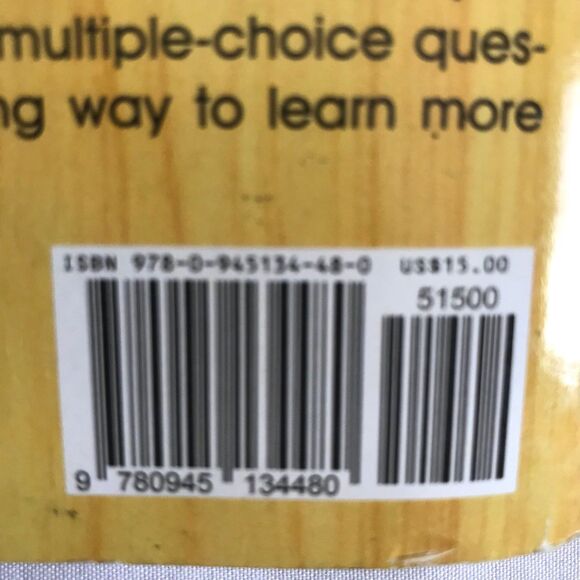 multiple-choice ques-
ng way to learn more
ISBN 978-0-945134-48-0 US$15.00
51500
9 780945 134480